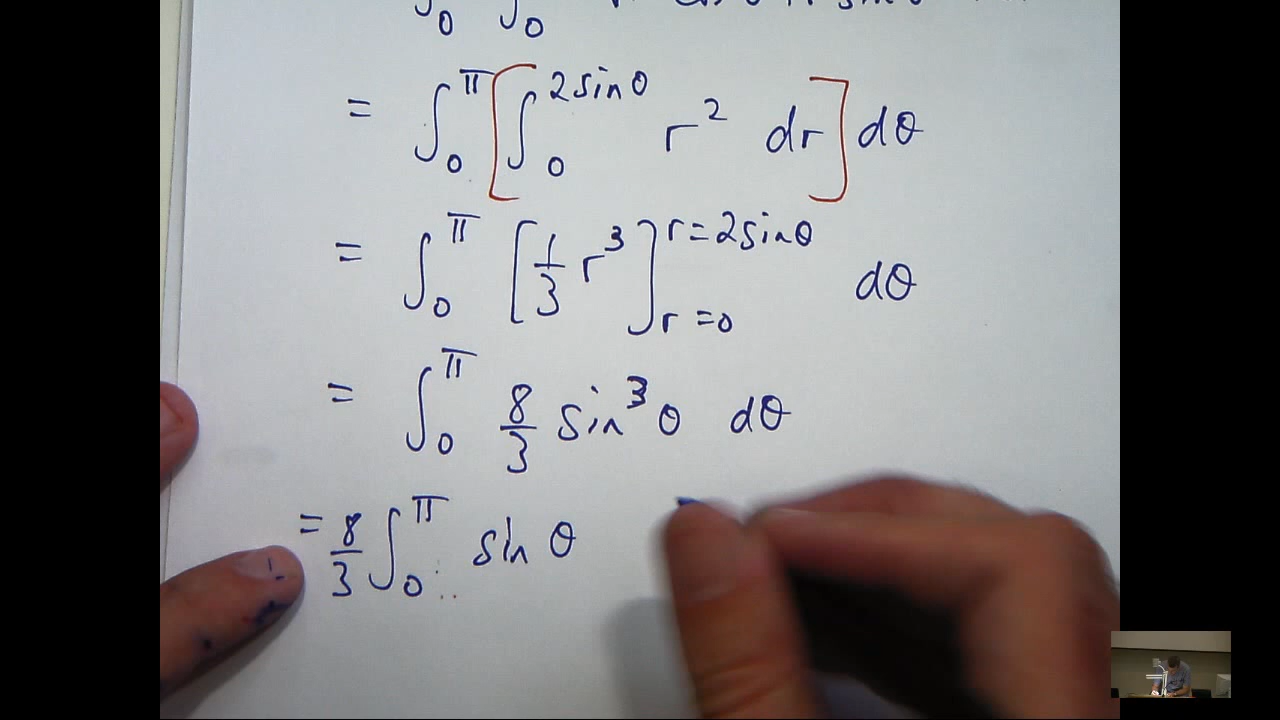 = ∫₀^π [∫₀^{2sinθ} r² dr] dθ
= ∫₀^π [1/3 r³]_{r=0}^{r=2sinθ} dθ
= ∫₀^π 8/3 sin³θ dθ
= 8/3 ∫₀^π sin θ